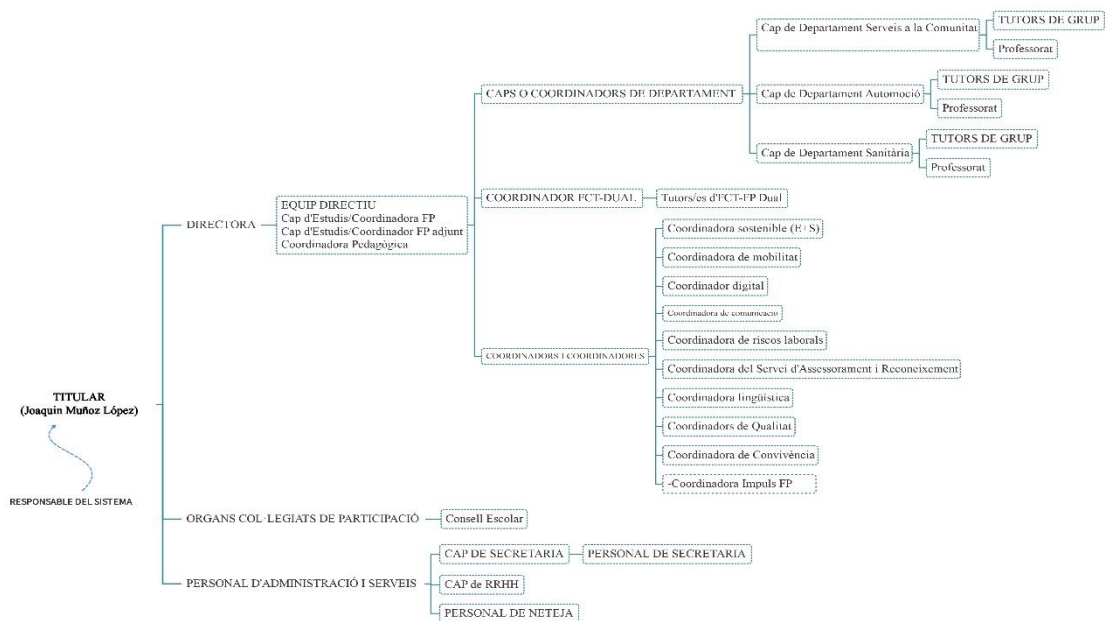 Cap de Departament Serveis a la Comunitat
TUTORS DE GRUP
Professorat
CAPS O COORDINADORS DE DEPARTAMENT
Cap de Departament Automoció
TUTORS DE GRUP
Professorat
Cap de Departament Sanitària
TUTORS DE GRUP
Professorat
DIRECTORA
EQUIP DIRECTIU
Cap d'Estudis/Coordinadora FP
Cap d'Estudis/Coordinador FP adjunt
Coordinadora Pedagógica
COORDINADOR FCT-DUAL
Tutors/es d'FCT-FP Dual
COORDINADORS I COORDINADORES
Coordinadora sostenible (E+S)
Coordinadora de mobilitat
Coordinador digital
Coordinadora de comunicació
Coordinadora de riscos laborals
Coordinadora del Servei d'Assessorament i Reconeixement
Coordinadora lingüística
Coordinadors de Qualitat
Coordinadora de Convivència
-Coordinadora Impuls FP
TITULAR
(Joaquin Muñoz López)
RESPONSABLE DEL SISTEMA
ORGANS COL·LEGIATS DE PARTICIPACIÓ
Consell Escolar
PERSONAL D'ADMINISTRACIÓ I SERVEIS
CAP DE SECRETARIA
PERSONAL DE SECRETARIA
CAP de RRHH
PERSONAL DE NETEJA